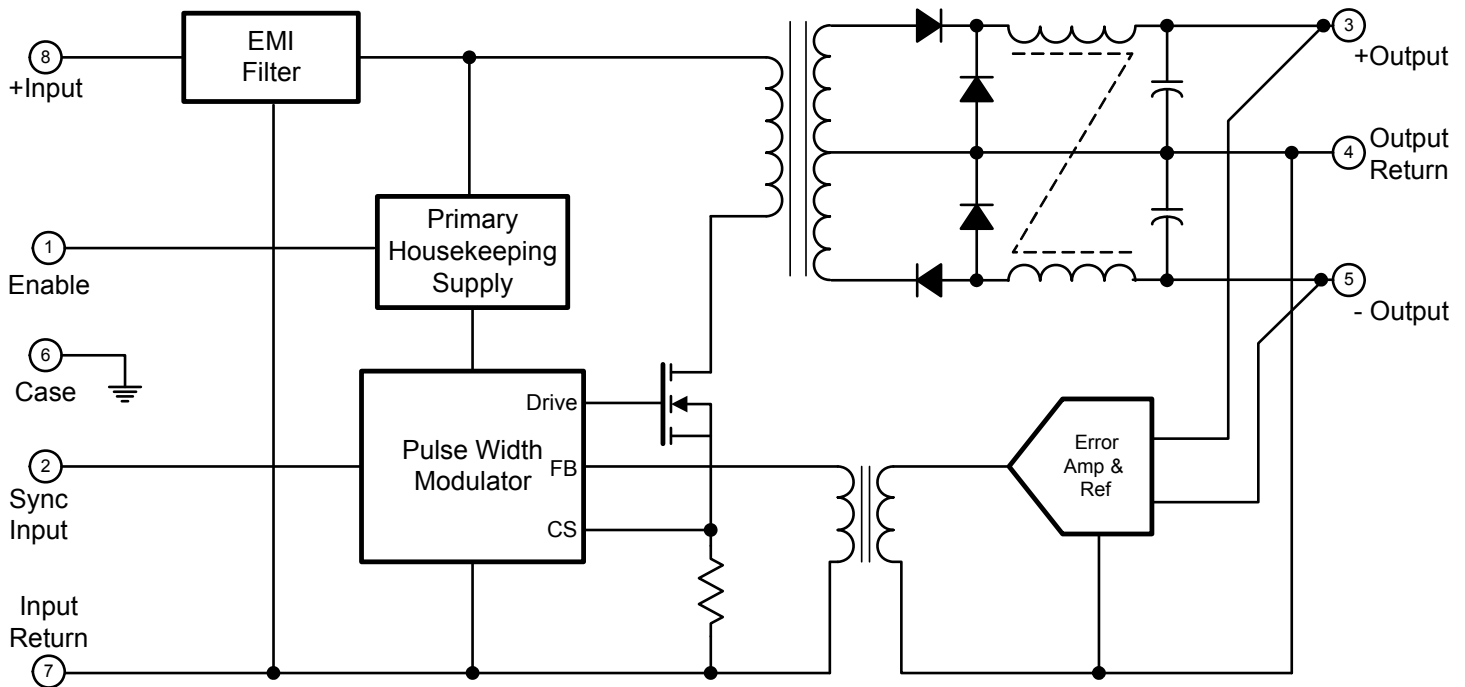 8
+Input
EMI
Filter
3
+Output
4
Output
Return
1
Enable
Primary
Housekeeping
Supply
5
- Output
6
Case
Drive
Pulse Width
Modulator
FB
CS
Error
Amp &
Ref
2
Sync
Input
Input
Return
7